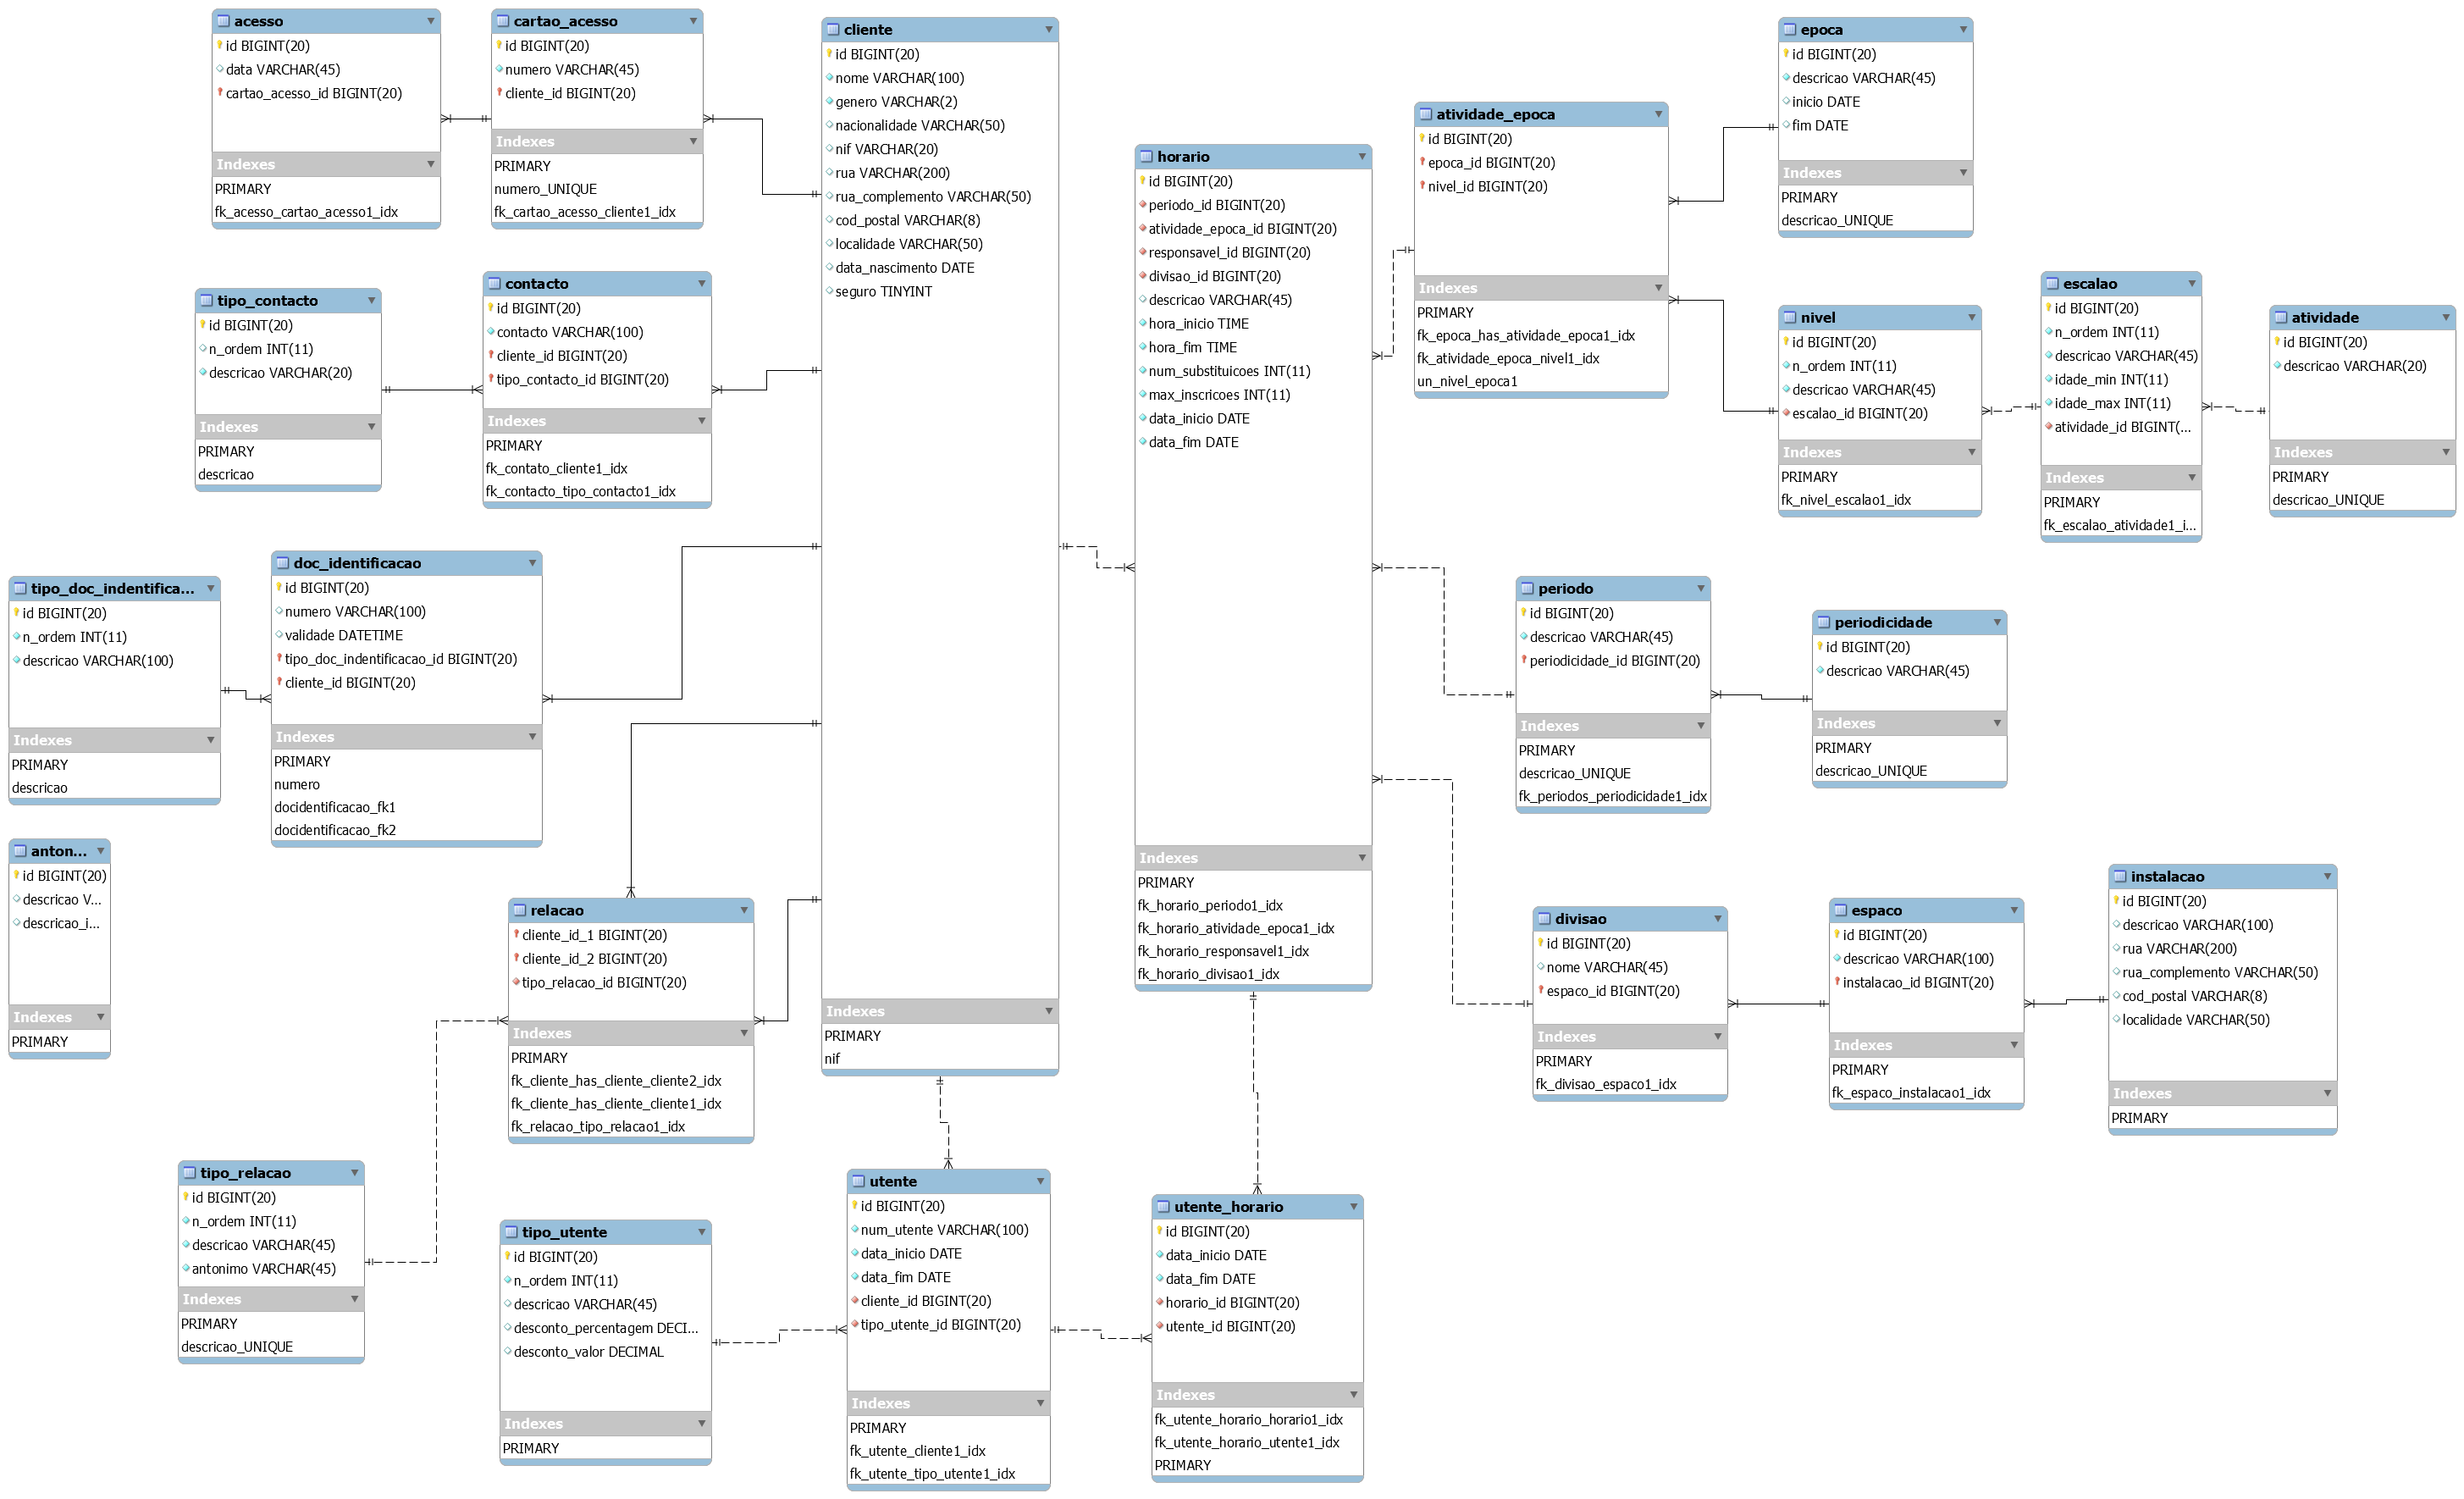 acesso
id BIGINT(20)
data VARCHAR(45)
cartao_acesso_id BIGINT(20)
Indexes
PRIMARY
fk_acesso_cartao_acesso1_idx
cartao_acesso
id BIGINT(20)
numero VARCHAR(45)
cliente_id BIGINT(20)
Indexes
PRIMARY
numero_UNIQUE
fk_cartao_acesso_cliente1_idx
cliente
id BIGINT(20)
nome VARCHAR(100)
genero VARCHAR(2)
nacionalidade VARCHAR(50)
nif VARCHAR(20)
rua VARCHAR(200)
rua_complemento VARCHAR(50)
cod_postal VARCHAR(8)
localidade VARCHAR(50)
data_nascimento DATE
seguro TINYINT
Indexes
PRIMARY
nif
horario
id BIGINT(20)
periodo_id BIGINT(20)
atividade_epoca_id BIGINT(20)
responsavel_id BIGINT(20)
divisao_id BIGINT(20)
descricao VARCHAR(45)
hora_inicio TIME
hora_fim TIME
num_substituicoes INT(11)
max_inscricoes INT(11)
data_inicio DATE
data_fim DATE
Indexes
PRIMARY
fk_horario_periodo1_idx
fk_horario_atividade_epoca1_idx
fk_horario_responsavel1_idx
fk_horario_divisao1_idx
atividade_epoca
id BIGINT(20)
epoca_id BIGINT(20)
nivel_id BIGINT(20)
Indexes
PRIMARY
fk_epoca_has_atividade_epoca1_idx
fk_atividade_epoca_nivel1_idx
un_nivel_epoca1
epoca
id BIGINT(20)
descricao VARCHAR(45)
inicio DATE
fim DATE
Indexes
PRIMARY
descricao_UNIQUE
nivel
id BIGINT(20)
n_ordem INT(11)
descricao VARCHAR(45)
escalao_id BIGINT(20)
Indexes
PRIMARY
fk_nivel_escalao1_idx
escalao
id BIGINT(20)
n_ordem INT(11)
descricao VARCHAR(45)
idade_min INT(11)
idade_max INT(11)
atividade_id BIGINT(...
Indexes
PRIMARY
fk_escalao_atividade1_i...
atividade
id BIGINT(20)
descricao VARCHAR(20)
Indexes
PRIMARY
descricao_UNIQUE
tipo_contacto
id BIGINT(20)
n_ordem INT(11)
descricao VARCHAR(20)
Indexes
PRIMARY
descricao
contacto
id BIGINT(20)
contacto VARCHAR(100)
cliente_id BIGINT(20)
tipo_contacto_id BIGINT(20)
Indexes
PRIMARY
fk_contato_cliente1_idx
fk_contacto_tipo_contacto1_idx
tipo_doc_indentifica...
id BIGINT(20)
n_ordem INT(11)
descricao VARCHAR(100)
Indexes
PRIMARY
descricao
doc_identificacao
id BIGINT(20)
numero VARCHAR(100)
validade DATETIME
tipo_doc_indentificacao_id BIGINT(20)
cliente_id BIGINT(20)
Indexes
PRIMARY
numero
docidentificacao_fk1
docidentificacao_fk2
periodo
id BIGINT(20)
descricao VARCHAR(45)
periodicidade_id BIGINT(20)
Indexes
PRIMARY
descricao_UNIQUE
fk_periodos_periodicidade1_idx
periodicidade
id BIGINT(20)
descricao VARCHAR(45)
Indexes
PRIMARY
descricao_UNIQUE
anton...
id BIGINT(20)
descricao V...
descricao_i...
Indexes
PRIMARY
relacao
cliente_id_1 BIGINT(20)
cliente_id_2 BIGINT(20)
tipo_relacao_id BIGINT(20)
Indexes
PRIMARY
fk_cliente_has_cliente_cliente2_idx
fk_cliente_has_cliente_cliente1_idx
fk_relacao_tipo_relacao1_idx
divisao
id BIGINT(20)
nome VARCHAR(45)
espaco_id BIGINT(20)
Indexes
PRIMARY
fk_divisao_espaco1_idx
espaco
id BIGINT(20)
descricao VARCHAR(100)
instalacao_id BIGINT(20)
Indexes
PRIMARY
fk_espaco_instalacao1_idx
instalacao
id BIGINT(20)
descricao VARCHAR(100)
rua VARCHAR(200)
rua_complemento VARCHAR(50)
cod_postal VARCHAR(8)
localidade VARCHAR(50)
Indexes
PRIMARY
tipo_relacao
id BIGINT(20)
n_ordem INT(11)
descricao VARCHAR(45)
antonimo VARCHAR(45)
Indexes
PRIMARY
descricao_UNIQUE
tipo_utente
id BIGINT(20)
n_ordem INT(11)
descricao VARCHAR(45)
desconto_percentagem DECI...
desconto_valor DECIMAL
Indexes
PRIMARY
utente
id BIGINT(20)
num_utente VARCHAR(100)
data_inicio DATE
data_fim DATE
cliente_id BIGINT(20)
tipo_utente_id BIGINT(20)
Indexes
PRIMARY
fk_utente_cliente1_idx
fk_utente_tipo_utente1_idx
utente_horario
id BIGINT(20)
data_inicio DATE
data_fim DATE
horario_id BIGINT(20)
utente_id BIGINT(20)
Indexes
fk_utente_horario_horario1_idx
fk_utente_horario_utente1_idx
PRIMARY